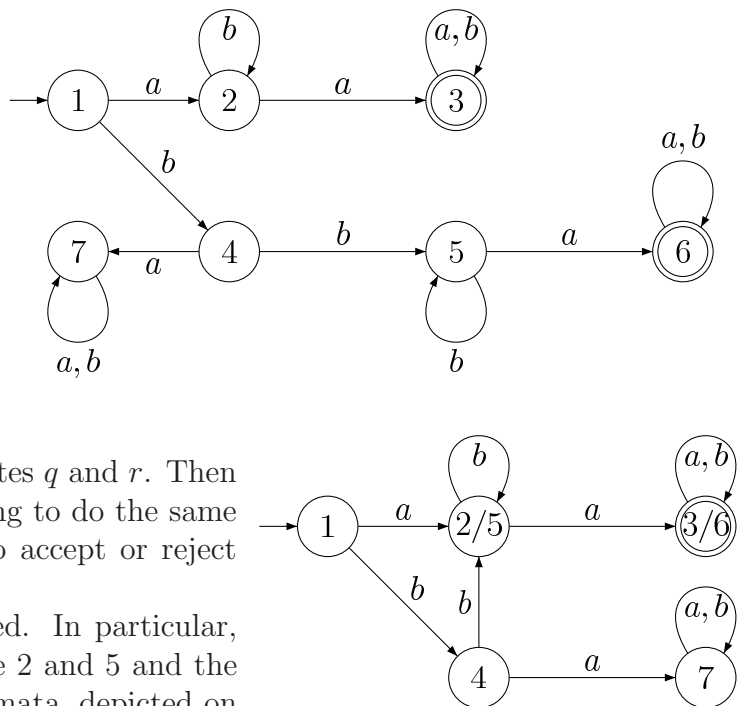 b
a, b
1
a
2
a
3
b
a, b
7
a
4
b
5
a
6
a, b
b
tes q and r. Then
ng to do the same
o accept or reject
ed. In particular,
e 2 and 5 and the
mata, depicted on
b
a, b
1
a
2/5
a
3/6
b
b
a, b
4
a
7